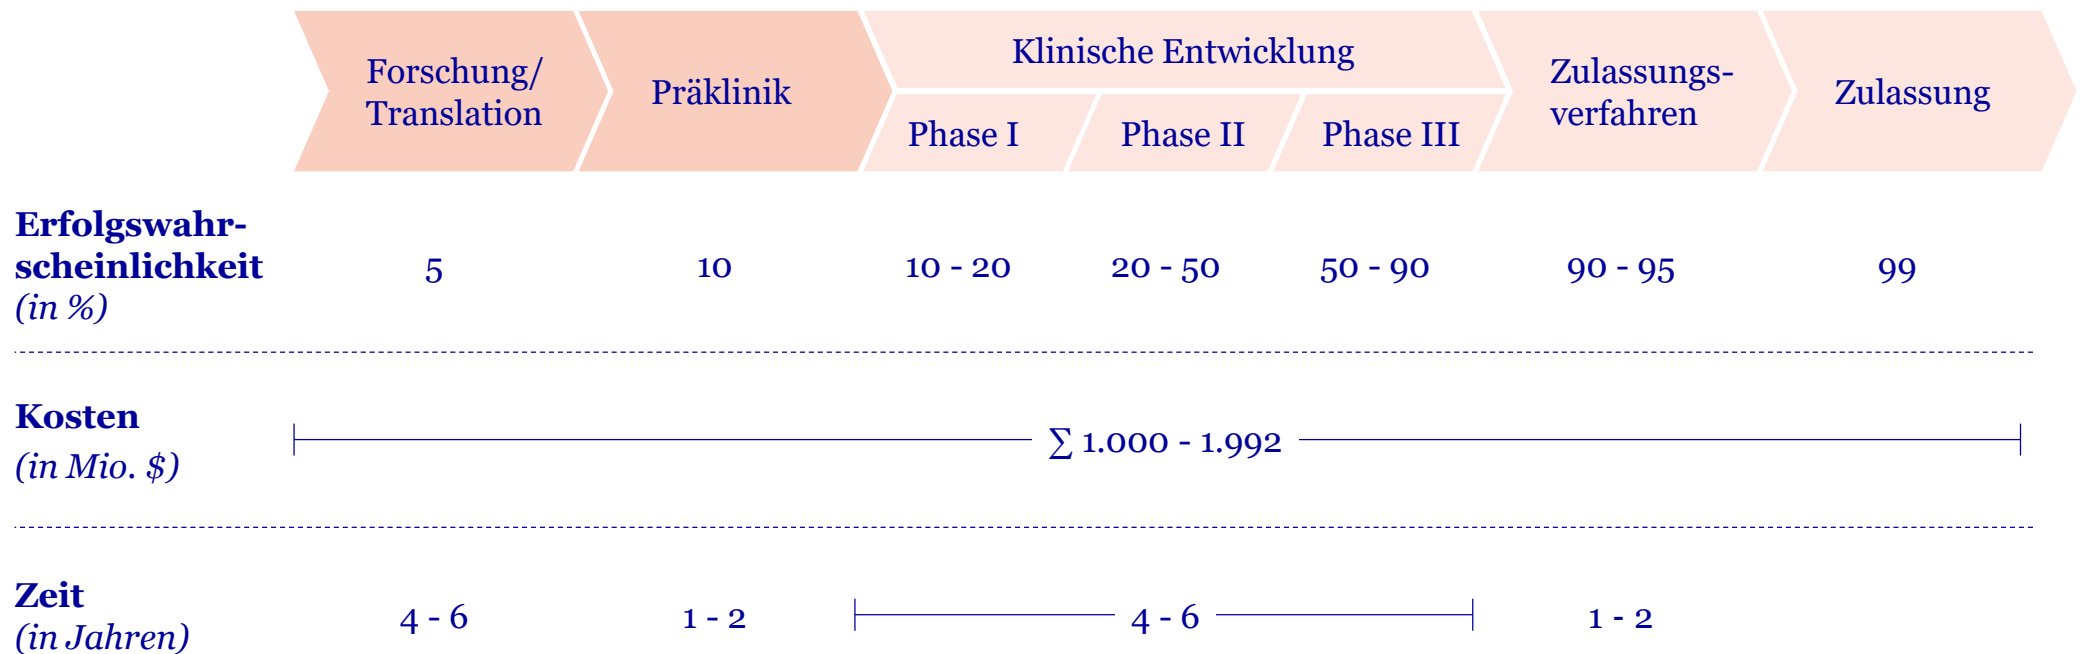 Forschung/
Translation
Präklinik
Klinische Entwicklung
Phase I
Phase II
Phase III
Zulassungs-
verfahren
Zulassung
Erfolgswahr-
scheinlichkeit
(in %)
5
10
10 - 20
20 - 50
50 - 90
90 - 95
99
Kosten
(in Mio. $)
∑ 1.000 - 1.992
Zeit
(in Jahren)
4 - 6
1 - 2
4 - 6
1 - 2